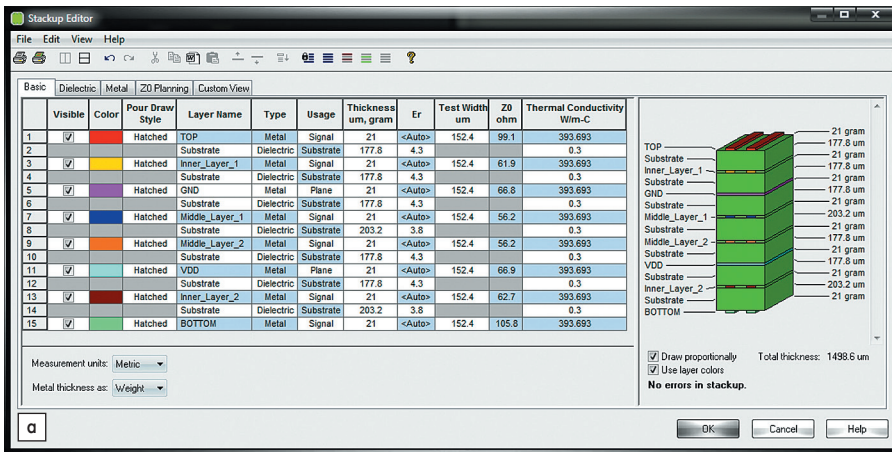 Stackup Editor
File Edit View Help
Basic Dielectric Metal Z0 Planning Custom View
Visible Color Pour Draw Style Layer Name Type Usage Thickness um, gram Er Test Width um Z0 ohm Thermal Conductivity W/m-C
1 Hatched TOP Metal Signal 21 <Auto> 152.4 99.1 393.693
2 Substrate Dielectric Substrate 177.8 4.3 0.3
3 Hatched Inner_Layer_1 Metal Signal 21 <Auto> 152.4 61.9 393.693
4 Substrate Dielectric Substrate 177.8 4.3 0.3
5 Hatched GND Metal Plane 21 <Auto> 152.4 66.8 393.693
6 Substrate Dielectric Substrate 177.8 4.3 0.3
7 Hatched Middle_Layer_1 Metal Signal 21 <Auto> 152.4 56.2 393.693
8 Substrate Dielectric Substrate 203.2 3.8 0.3
9 Hatched Middle_Layer_2 Metal Signal 21 <Auto> 152.4 56.2 393.693
10 Substrate Dielectric Substrate 177.8 4.3 0.3
11 Hatched VDD Metal Plane 21 <Auto> 152.4 66.9 393.693
12 Substrate Dielectric Substrate 177.8 4.3 0.3
13 Hatched Inner_Layer_2 Metal Signal 21 <Auto> 152.4 62.7 393.693
14 Substrate Dielectric Substrate 203.2 3.8 0.3
15 Hatched BOTTOM Metal Signal 21 <Auto> 152.4 105.8 393.693
TOP
Substrate
Inner_Layer_1
Substrate
GND
Substrate
Middle_Layer_1
Substrate
Middle_Layer_2
Substrate
VDD
Substrate
Inner_Layer_2
Substrate
BOTTOM
21 gram
177.8 um
21 gram
177.8 um
21 gram
177.8 um
21 gram
203.2 um
21 gram
177.8 um
21 gram
177.8 um
21 gram
203.2 um
21 gram
Measurement units: Metric
Metal thickness as: Weight
Draw proportionally Total thickness: 1498.6 um
Use layer colors
No errors in stackup.
a
OK Cancel Help